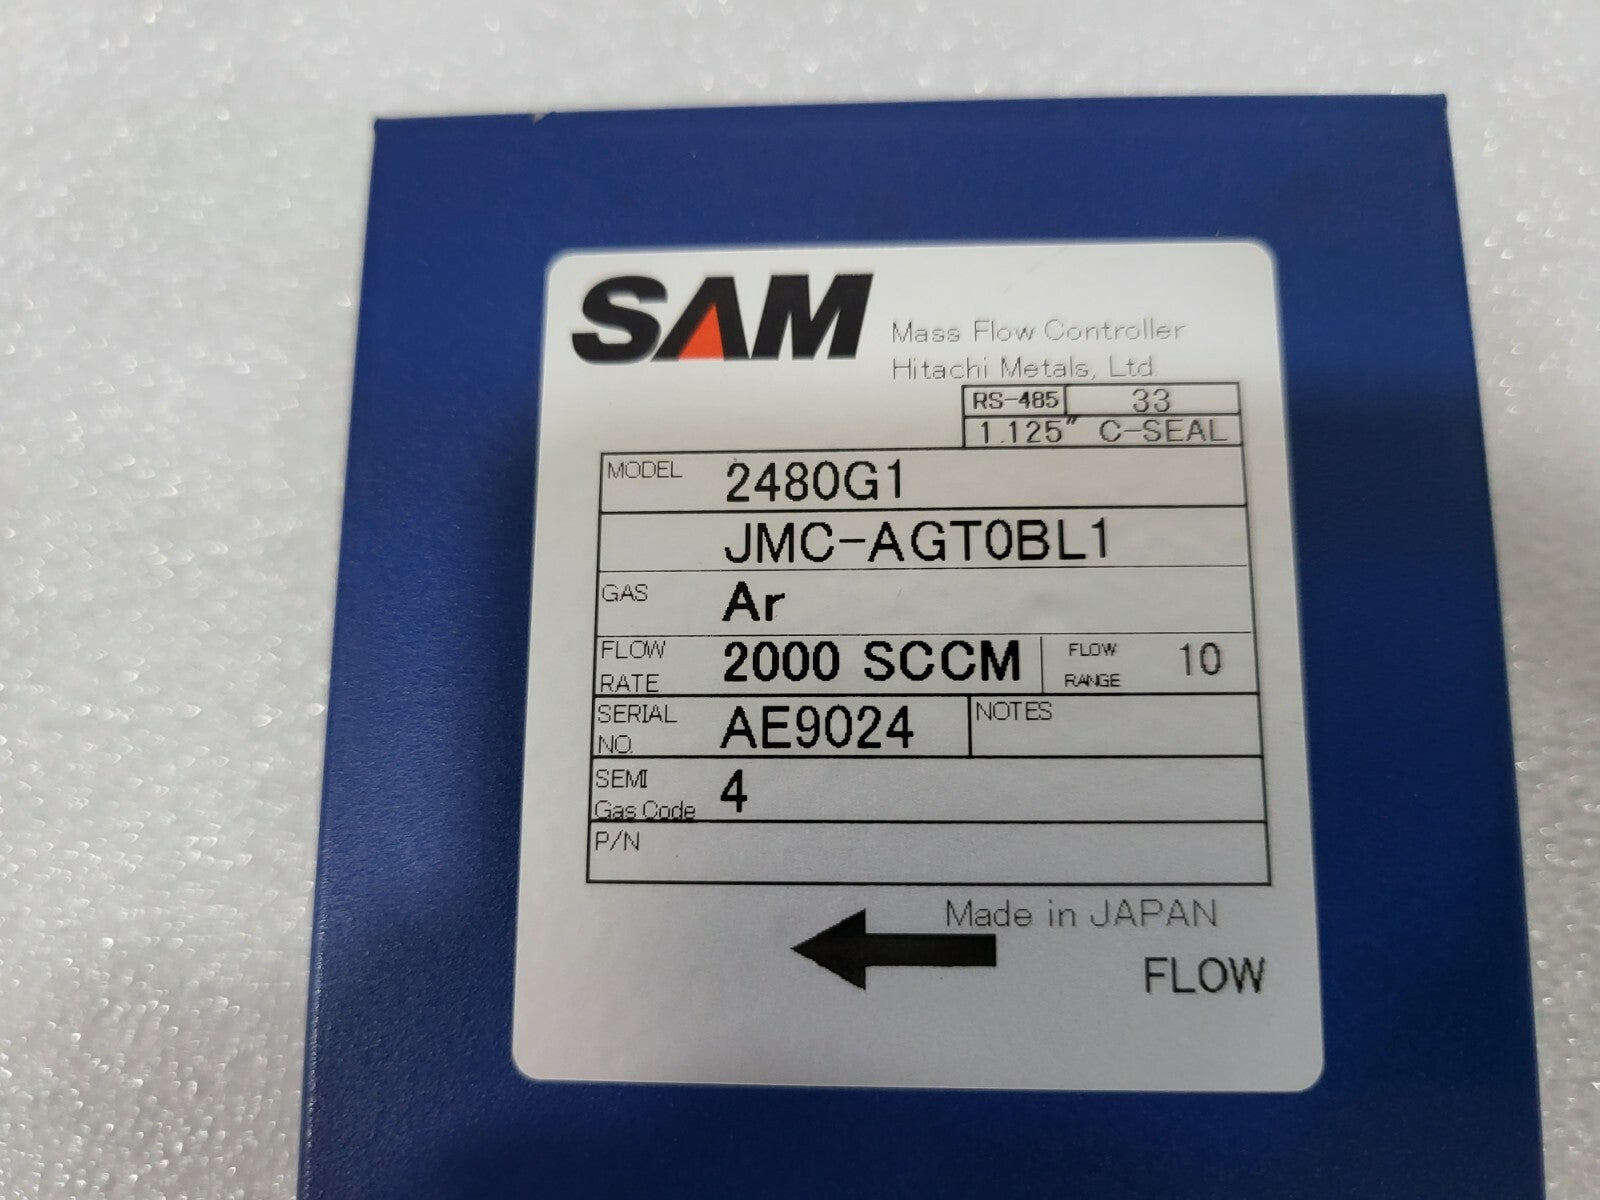 SAM
Mass Flow Controller
Hitachi Metals, Ltd.
RS-485 33
1.125" C-SEAL
MODEL 2480G1
JMC-AGT0BL1
GAS Ar
FLOW RATE 2000 SCCM FLOW RANGE 10
SERIAL NO. AE9024 NOTES
SEMI Gas Code 4
P/N
Made in JAPAN
FLOW